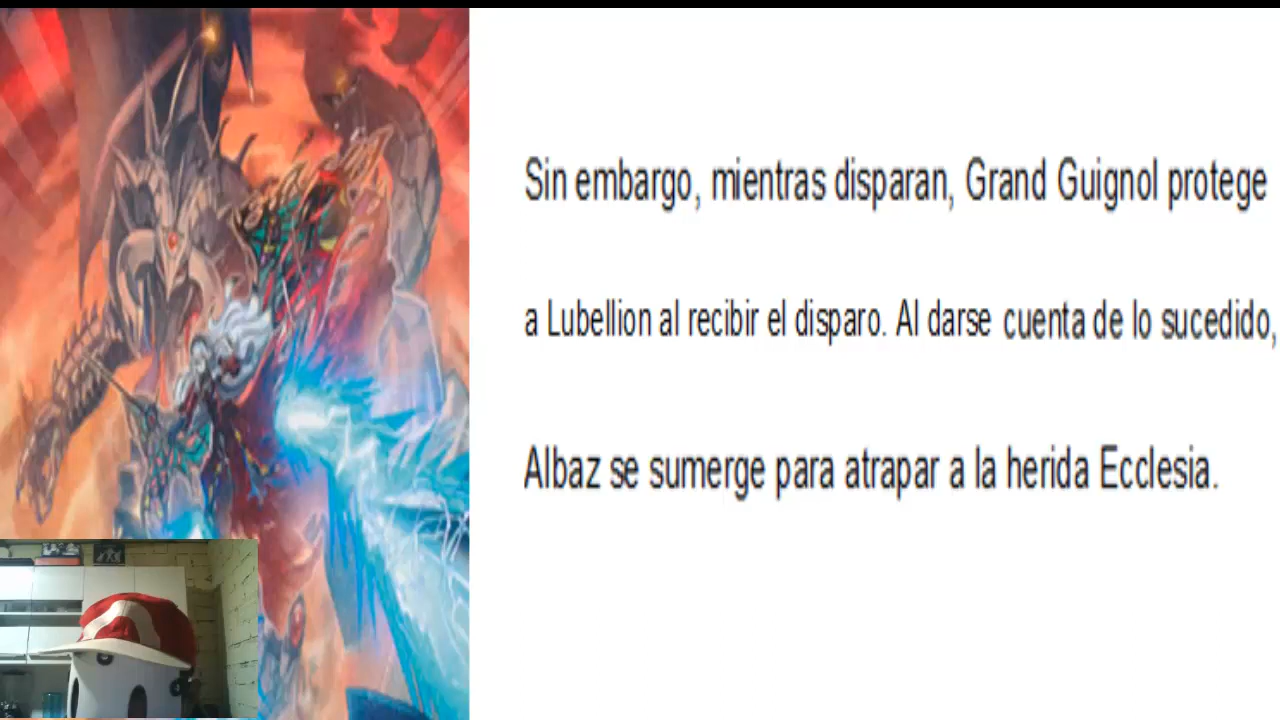 Sin embargo, mientras disparan, Grand Guignol protege
a Lubellion al recibir el disparo. Al darse cuenta de lo sucedido,
Albaz se sumerge para atrapar a la herida Ecclesia.